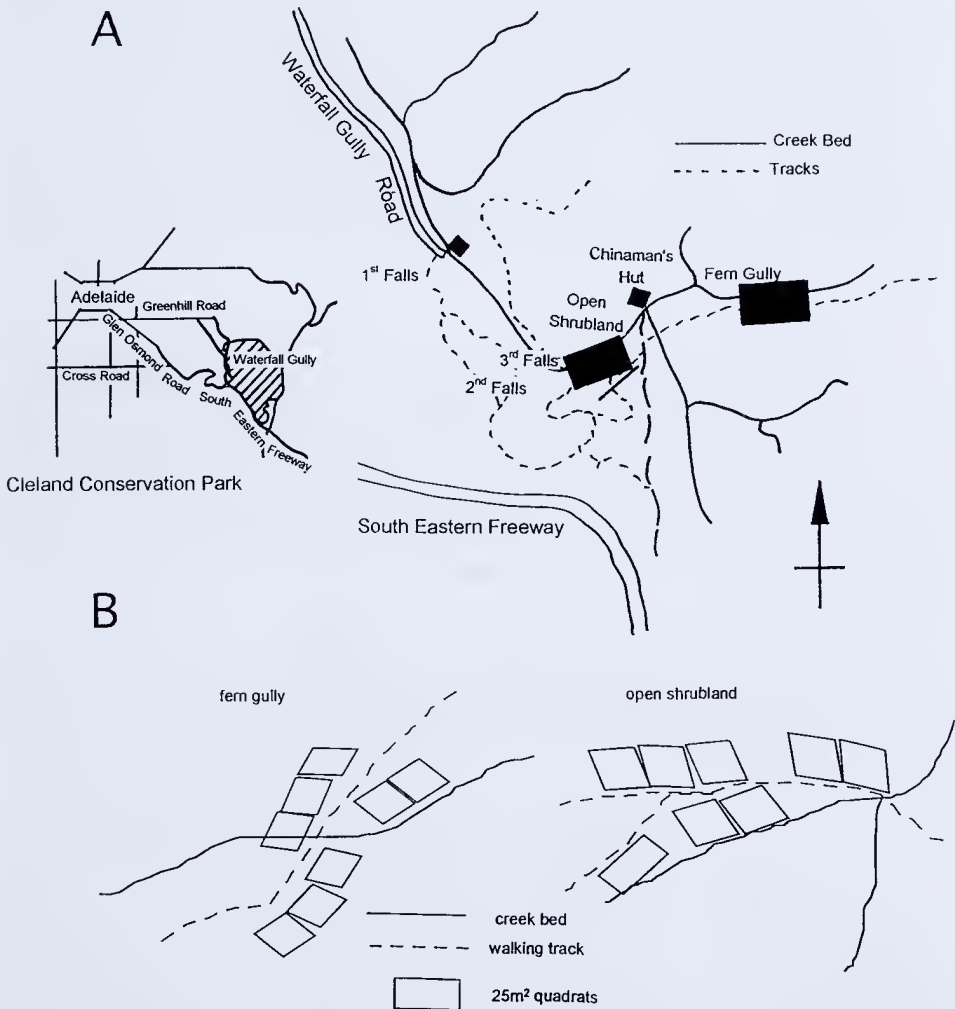 A
Waterfall Gully
Road
Creek Bed
Tracks
Chinaman's
Hut
Fern Gully
1st Falls
Open
Shrubland
Adelaide
Greenhill Road
Glen Osmond Road
Waterfall Gully
Cross Road
South
Eastern Freeway
3rd Falls
2nd Falls
Cleland Conservation Park
South Eastern Freeway
B
fern gully
open shrubland
creek bed
walking track
25m² quadrats